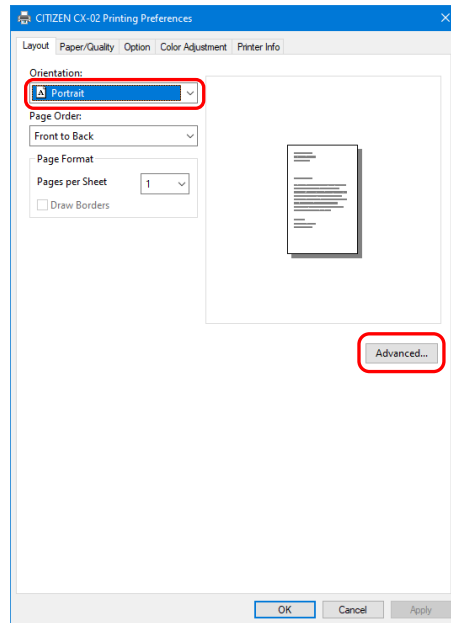 CITIZEN CX-02 Printing Preferences
Layout Paper/Quality Option Color Adjustment Printer Info
Orientation:
A Portrait
Page Order:
Front to Back
Page Format
Pages per Sheet 1
Draw Borders
Advanced...
OK Cancel Apply